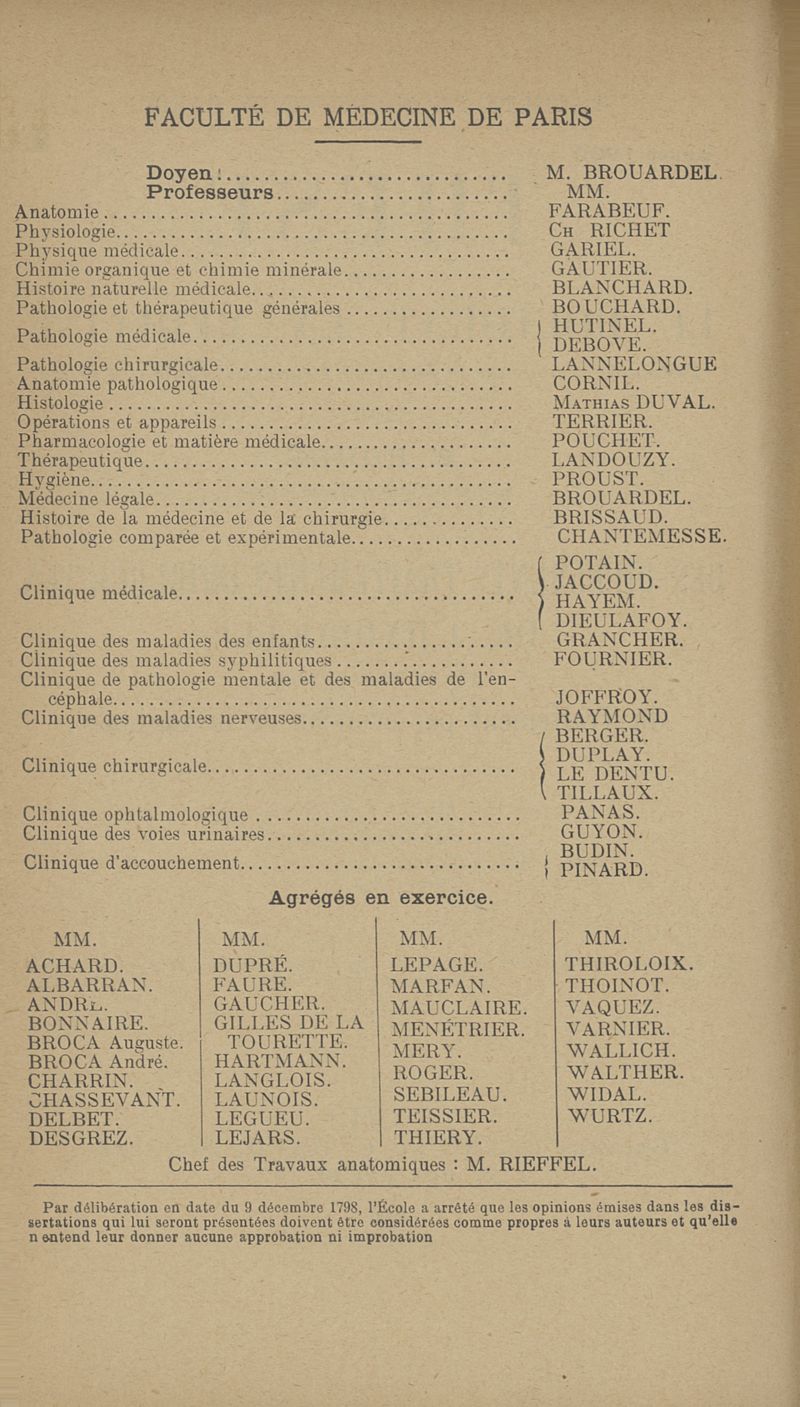 FACULTÉ DE MÉDECINE DE PARIS
Doyen : M. BROUARDEL
Professeurs MM.
Anatomie FARABEUF.
Physiologie CH RICHET
Physique médicale GARIEL.
Chimie organique et chimie minérale GAUTIER.
Histoire naturelle médicale BLANCHARD.
Pathologie et thérapeutique générales BOUCHARD.
Pathologie médicale { HUTINEL.
DEBOVE.
Pathologie chirurgicale LANNELONGUE
Anatomie pathologique CORNIL.
Histologie MATHIAS DUVAL.
Opérations et appareils TERRIER.
Pharmacologie et matière médicale POUCHET.
Thérapeutique LANDOUZY.
Hygiène PROUST.
Médecine légale BROUARDEL.
Histoire de la médecine et de la chirurgie BRISSAUD.
Pathologie comparée et expérimentale CHANTEMESSE.
Clinique médicale { POTAIN.
JACCOUD.
HAYEM.
DIEULAFOY.
Clinique des maladies des enfants GRANCHER.
Clinique des maladies syphilitiques FOURNIER.
Clinique de pathologie mentale et des maladies de l'en-
céphale JOFFROY.
Clinique des maladies nerveuses RAYMOND
Clinique chirurgicale { BERGER.
DUPLAY.
LE DENTU.
TILLAUX.
Clinique ophtalmologique PANAS.
Clinique des voies urinaires GUYON.
Clinique d'accouchement { BUDIN.
PINARD.
Agrégés en exercice.
MM.
ACHARD.
ALBARRAN.
ANDRE.
BONNAIRE.
BROCA Auguste.
BROCA André.
CHARRIN.
CHASSEVANT.
DELBET.
DESGREZ.
MM.
DUPRÉ.
FAURE.
GAUCHER.
GILLES DE LA
TOURETTE.
HARTMANN.
LANGLOIS.
LAUNOIS.
LEGUEU.
LEJARS.
MM.
LEPAGE.
MARFAN.
MAUCLAIRE.
MENÉTRIER.
MERY.
ROGER.
SEBILEAU.
TEISSIER.
THIERY.
MM.
THIROLOIX.
THOINOT.
VAQUEZ.
VARNIER.
WALLICH.
WALTHER.
WIDAL.
WURTZ.
Chef des Travaux anatomiques : M. RIEFFEL.
Par délibération en date du 9 décembre 1798, l'École a arrêté que les opinions émises dans les dis-
sertations qui lui seront présentées doivent être considérées comme propres à leurs auteurs et qu'elle
n entend leur donner aucune approbation ni improbation